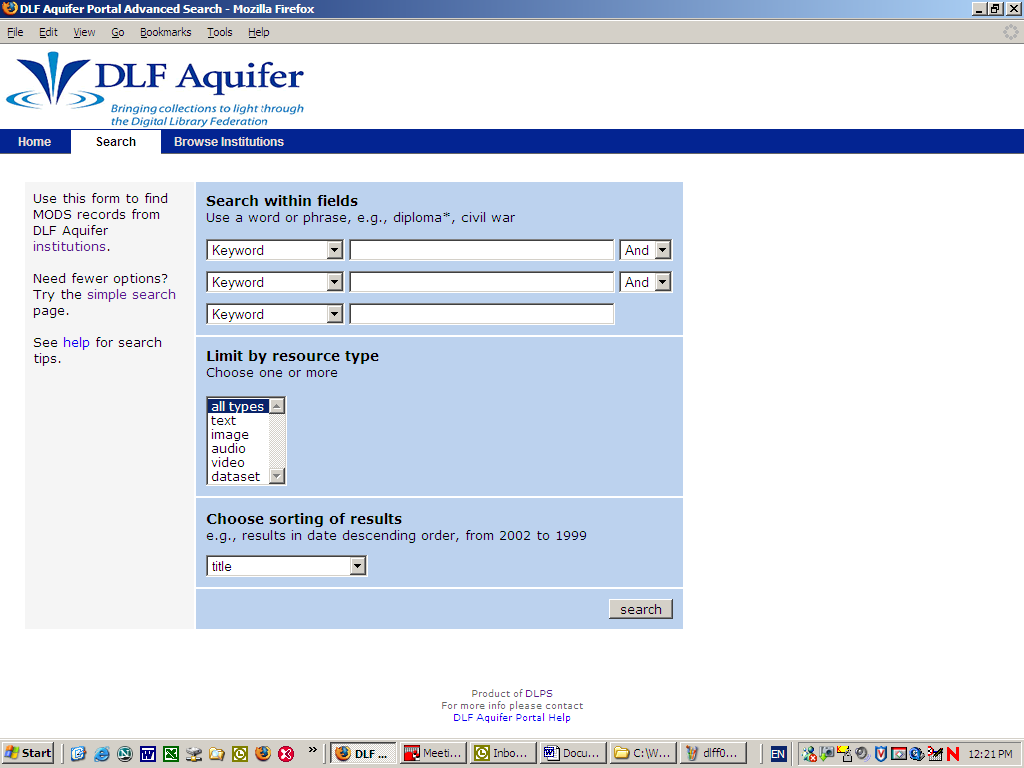 DLF Aquifer Portal Advanced Search - Mozilla Firefox
File Edit View Go Bookmarks Tools Help
DLF Aquifer
Bringing collections to light through
the Digital Library Federation
Home Search Browse Institutions
Use this form to find
MODS records from
DLF Aquifer
institutions.
Need fewer options?
Try the simple search
page.
See help for search
tips.
Search within fields
Use a word or phrase, e.g., diploma*, civil war
Keyword And
Keyword And
Keyword
Limit by resource type
Choose one or more
all types
text
image
audio
video
dataset
Choose sorting of results
e.g., results in date descending order, from 2002 to 1999
title
search
Product of DLPS
For more info please contact
DLF Aquifer Portal Help
Start » DLF ... Meeti... Inbo... Docu... C:\W... dlff0... EN 12:21 PM